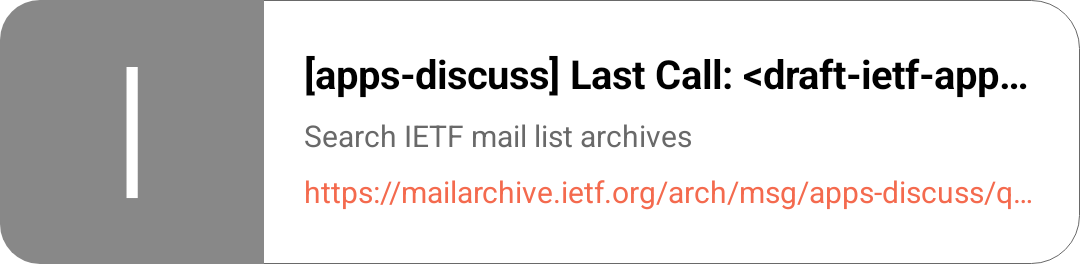 I
[apps-discuss] Last Call: <draft-ietf-app...
Search IETF mail list archives
https://mailarchive.ietf.org/arch/msg/apps-discuss/q...